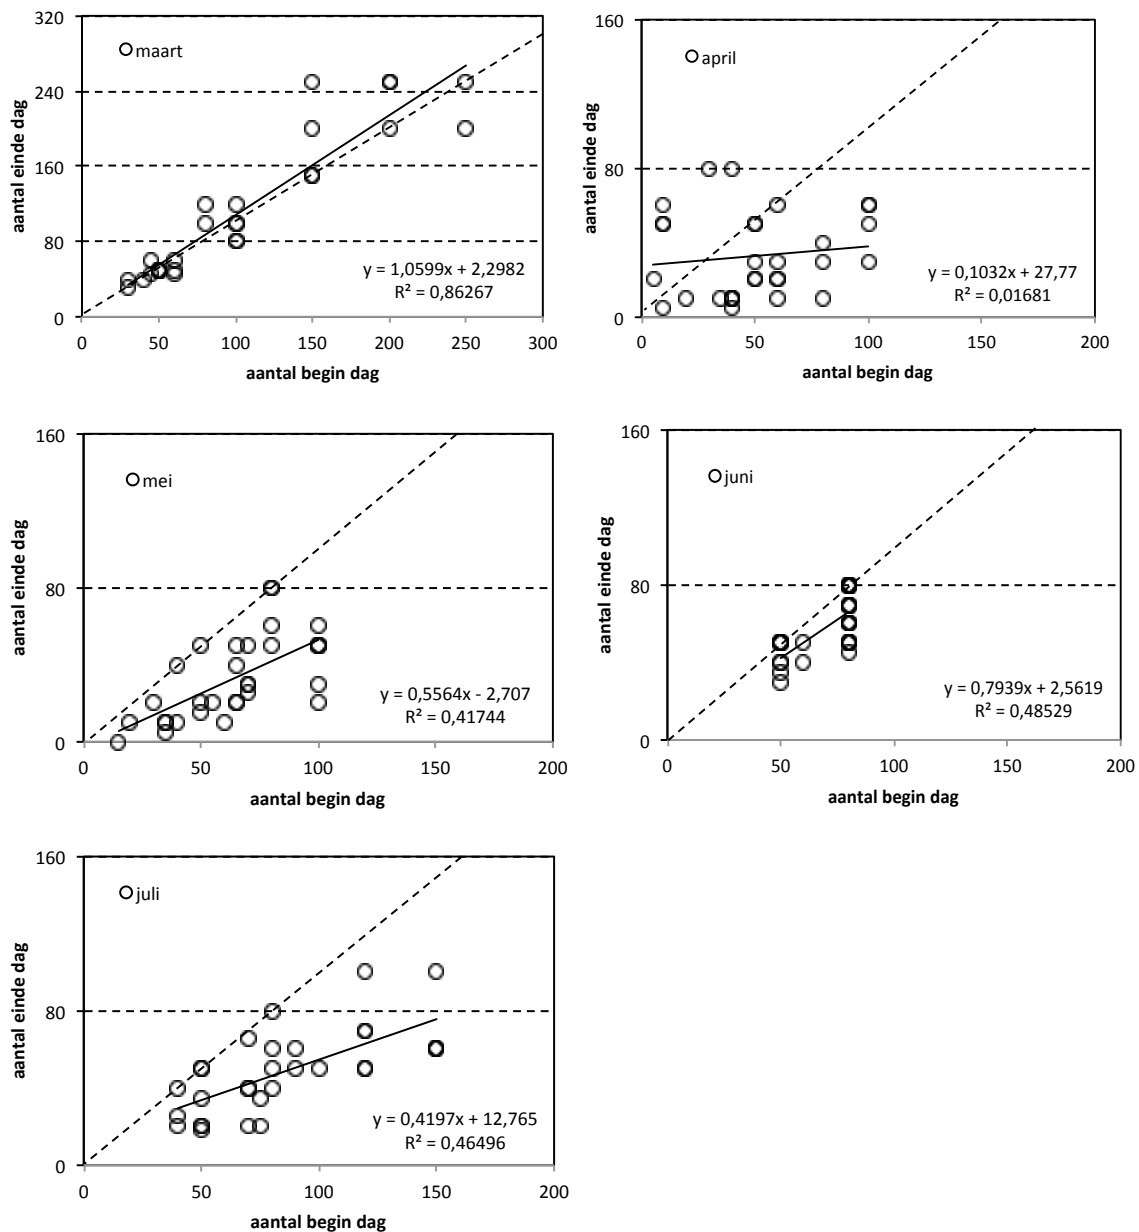 320
240
160
80
0
aantal einde dag
maart
y = 1,0599x + 2,2982
R² = 0,86267
0 50 100 150 200 250 300
aantal begin dag
160
80
0
aantal einde dag
april
y = 0,1032x + 27,77
R² = 0,01681
0 50 100 150 200
aantal begin dag
160
80
0
aantal einde dag
mei
y = 0,5564x - 2,707
R² = 0,41744
0 50 100 150 200
aantal begin dag
160
80
0
aantal einde dag
juni
y = 0,7939x + 2,5619
R² = 0,48529
0 50 100 150 200
aantal begin dag
160
80
0
aantal einde dag
juli
y = 0,4197x + 12,765
R² = 0,46496
0 50 100 150 200
aantal begin dag